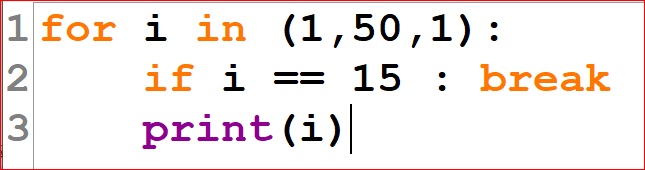 1 for i in (1,50,1):
2     if i == 15 : break
3     print(i)